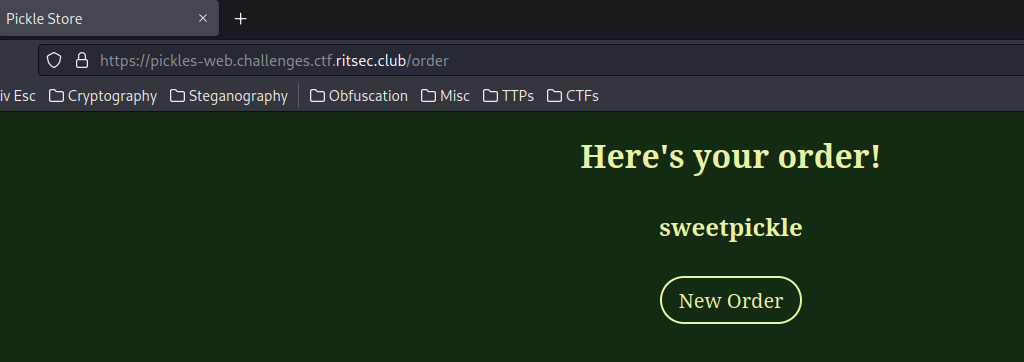 Pickle Store
https://pickles-web.challenges.ctf.ritsec.club/order
iv Esc Cryptography Steganography Obfuscation Misc TTPs CTFs
Here's your order!
sweetpickle
New Order